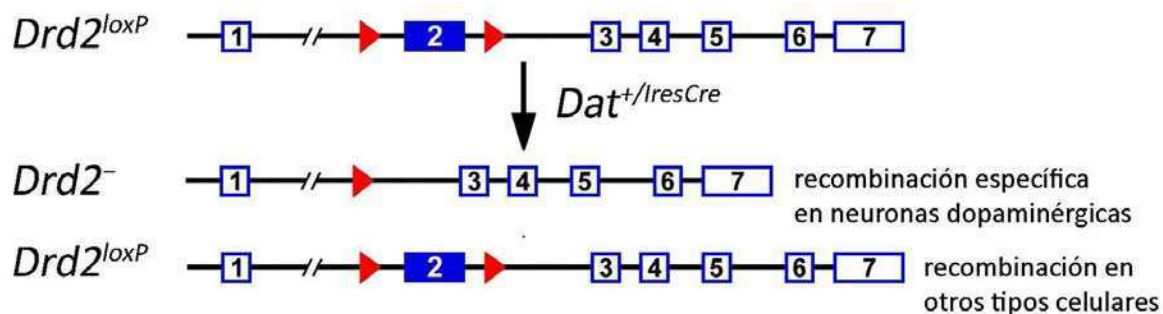 Drd2loxP 1 // 2 3 4 5 6 7
Dat+/IresCre
Drd2− 1 // 3 4 5 6 7 recombinación específica
en neuronas dopaminérgicas
Drd2loxP 1 // 2 3 4 5 6 7 recombinación en
otros tipos celulares